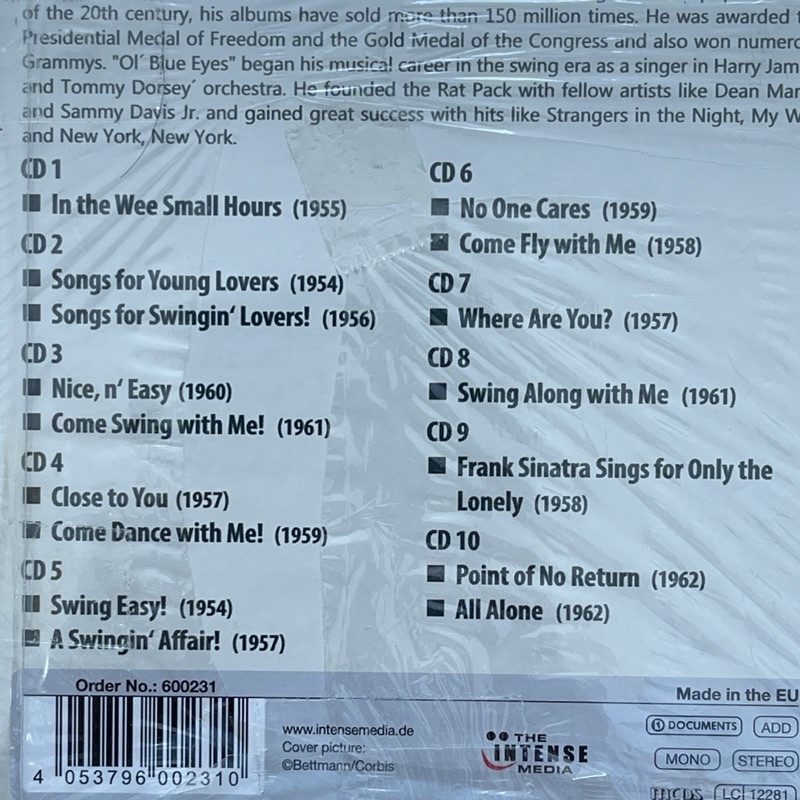 of the 20th century, his albums have sold more than 150 million times. He was awarded
Presidential Medal of Freedom and the Gold Medal of the Congress and also won
Grammys. "Ol´ Blue Eyes" began his musical career in the swing era as a singer in Harry
and Tommy Dorsey´ orchestra. He founded the Rat Pack with fellow artists like Dean
and Sammy Davis Jr. and gained great success with hits like Strangers in the Night, My
and New York, New York.
CD 1
In the Wee Small Hours (1955)
CD 2
Songs for Young Lovers (1954)
Songs for Swingin‘ Lovers! (1956)
CD 3
Nice, n‘ Easy (1960)
Come Swing with Me! (1961)
CD 4
Close to You (1957)
Come Dance with Me! (1959)
CD 5
Swing Easy! (1954)
A Swingin‘ Affair! (1957)
CD 6
No One Cares (1959)
Come Fly with Me (1958)
CD 7
Where Are You? (1957)
CD 8
Swing Along with Me (1961)
CD 9
Frank Sinatra Sings for Only the
Lonely (1958)
CD 10
Point of No Return (1962)
All Alone (1962)
Order No.: 600231
4 053796 002310
www.intensemedia.de
Cover picture:
©Bettmann/Corbis
THE
INTENSE
MEDIA
Made in the EU
DOCUMENTS ADD
MONO STEREO
mcps LC 12281